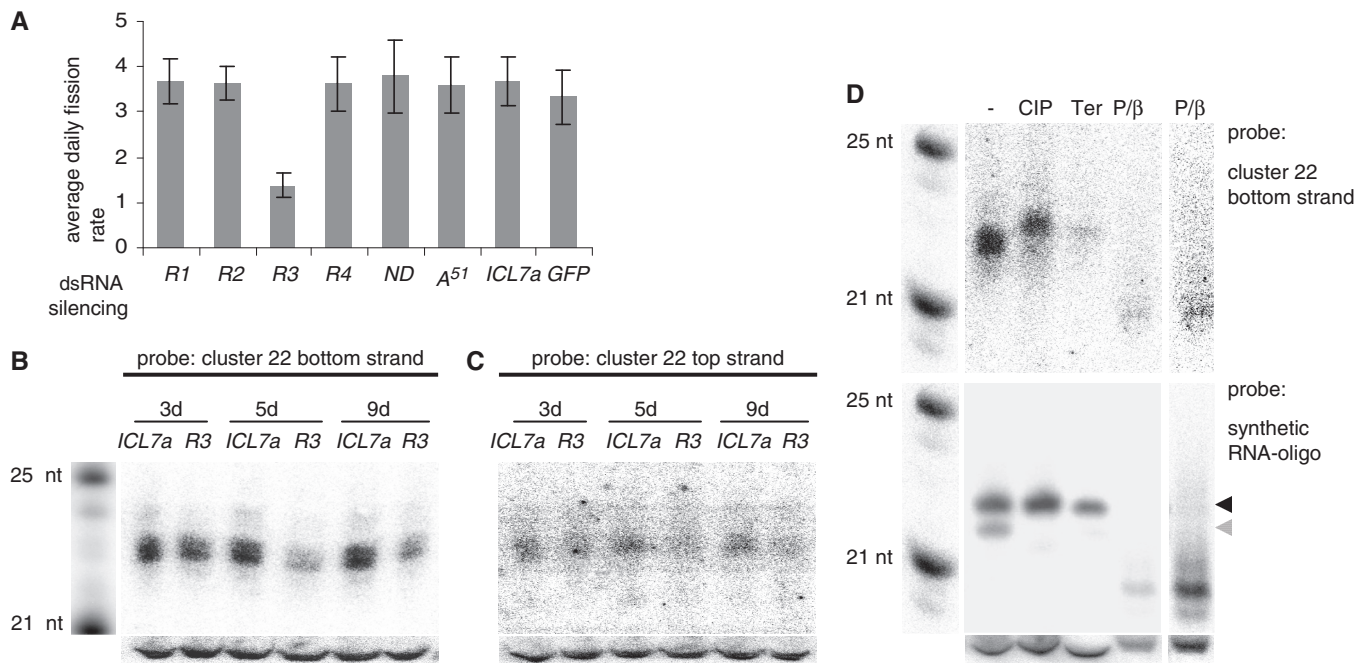 A
5
4
3
2
1
0
average daily fission
rate
dsRNA
silencing
R1 R2 R3 R4 ND A51 ICL7a GFP
B
probe: cluster 22 bottom strand
3d 5d 9d
ICL7a R3 ICL7a R3 ICL7a R3
25 nt
21 nt
C
probe: cluster 22 top strand
3d 5d 9d
ICL7a R3 ICL7a R3 ICL7a R3
D
- CIP Ter P/β P/β
25 nt
21 nt
probe:
cluster 22
bottom strand
25 nt
21 nt
probe:
synthetic
RNA-oligo